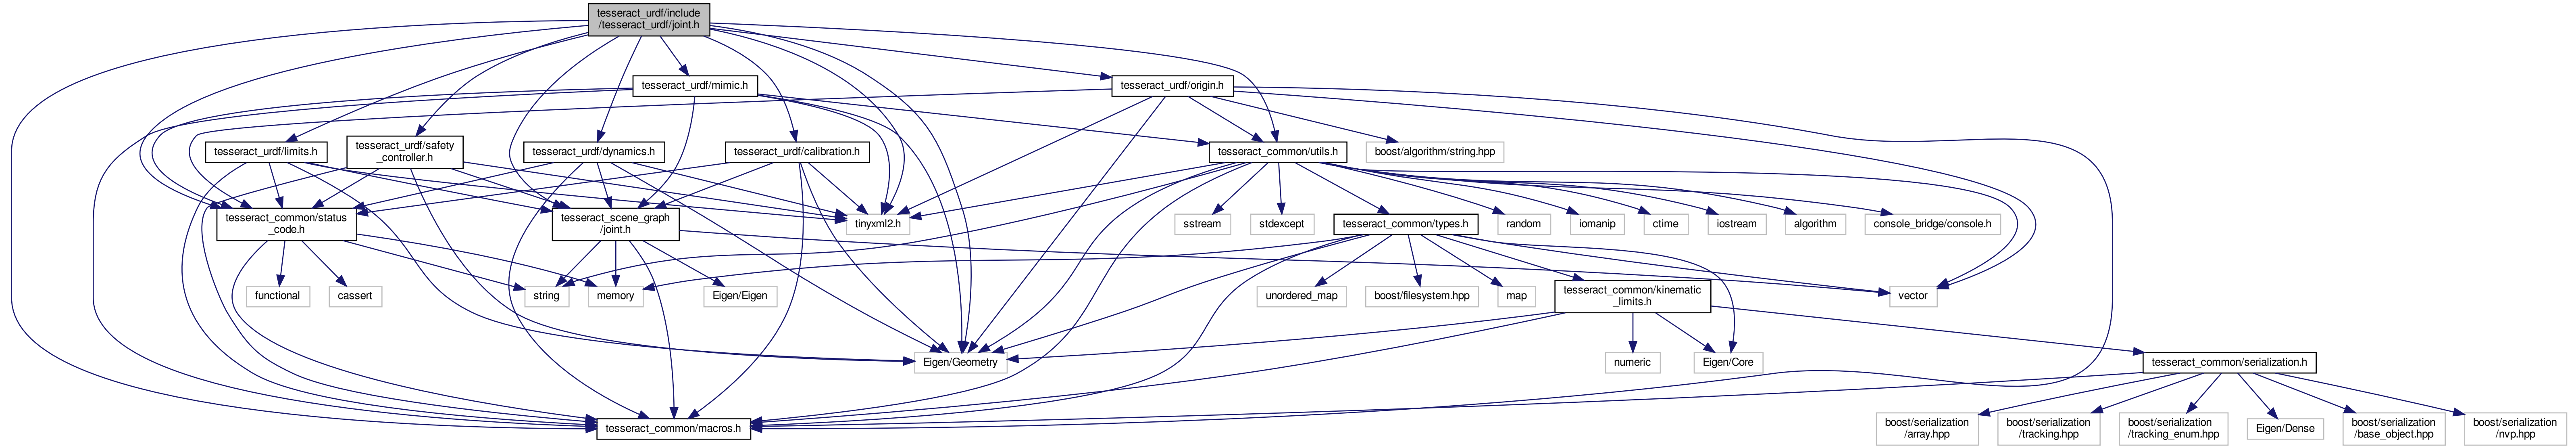 tesseract_urdf/include
/tesseract_urdf/joint.h
tesseract_urdf/mimic.h
tesseract_urdf/origin.h
tesseract_urdf/limits.h
tesseract_urdf/safety
_controller.h
tesseract_urdf/dynamics.h
tesseract_urdf/calibration.h
tesseract_common/utils.h
boost/algorithm/string.hpp
tesseract_common/status
_code.h
tesseract_scene_graph
/joint.h
tinyxml2.h
sstream
stdexcept
tesseract_common/types.h
random
iomanip
ctime
iostream
algorithm
console_bridge/console.h
functional
cassert
string
memory
Eigen/Eigen
unordered_map
boost/filesystem.hpp
map
tesseract_common/kinematic
_limits.h
vector
Eigen/Geometry
numeric
Eigen/Core
tesseract_common/serialization.h
tesseract_common/macros.h
boost/serialization
/array.hpp
boost/serialization
/tracking.hpp
boost/serialization
/tracking_enum.hpp
Eigen/Dense
boost/serialization
/base_object.hpp
boost/serialization
/nvp.hpp